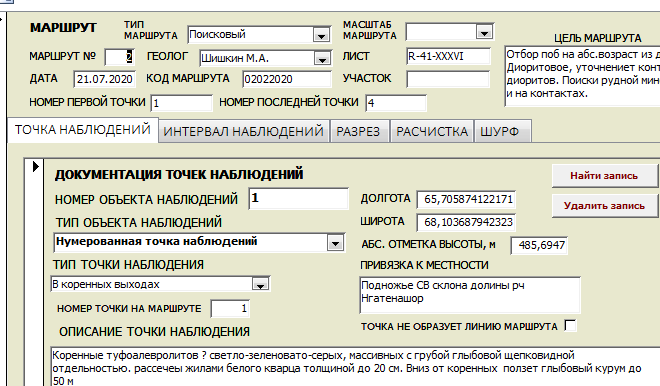 МАРШРУТ ТИП МАРШРУТА Поисковый МАСШТАБ МАРШРУТА ЦЕЛЬ МАРШРУТА
МАРШРУТ № 2 ГЕОЛОГ Шишкин М.А. ЛИСТ R-41-XXXVI
Отбор поб на абс.возраст из д
Диоритовое, уточнениет конт
диоритов. Поиски рудной мин
и на контактах.
ДАТА 21.07.2020 КОД МАРШРУТА 02022020 УЧАСТОК
НОМЕР ПЕРВОЙ ТОЧКИ 1 НОМЕР ПОСЛЕДНЕЙ ТОЧКИ 4
ТОЧКА НАБЛЮДЕНИЙ ИНТЕРВАЛ НАБЛЮДЕНИЙ РАЗРЕЗ РАСЧИСТКА ШУРФ
ДОКУМЕНТАЦИЯ ТОЧЕК НАБЛЮДЕНИЙ Найти запись
НОМЕР ОБЪЕКТА НАБЛЮДЕНИЙ 1 ДОЛГОТА 65,705874122171
Удалить запись
ТИП ОБЪЕКТА НАБЛЮДЕНИЙ ШИРОТА 68,103687942323
Нумерованная точка наблюдений АБС. ОТМЕТКА ВЫСОТЫ, м 485,6947
ТИП ТОЧКИ НАБЛЮДЕНИЯ ПРИВЯЗКА К МЕСТНОСТИ
В коренных выходах Подножье СВ склона долины рч
Нгатенашор
НОМЕР ТОЧКИ НА МАРШРУТЕ 1
ТОЧКА НЕ ОБРАЗУЕТ ЛИНИЮ МАРШРУТА
ОПИСАНИЕ ТОЧКИ НАБЛЮДЕНИЯ
Коренные туфоалевролитов ? светло-зеленовато-серых, массивных с грубой глыбовой щепковидной
отдельностью. рассечеы жилами белого кварца толщиной до 20 см. Вниз от коренных ползет глыбовый курум до
50 м